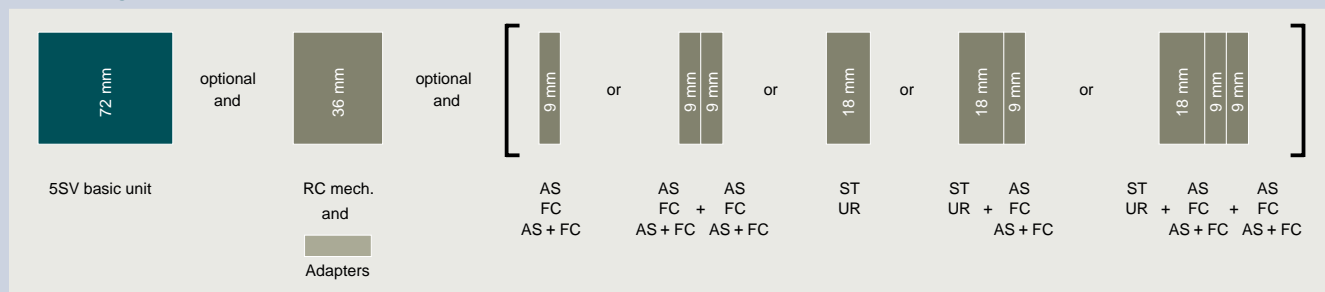 72 mm
optional
and
36 mm
optional
and
9 mm
or
9 mm
9 mm
or
18 mm
or
18 mm
9 mm
or
18 mm
9 mm
9 mm
5SV basic unit
RC mech.
and
Adapters
AS
FC
AS + FC
AS AS
FC + FC
AS + FC AS + FC
ST
UR
ST AS
UR + FC
AS + FC
ST AS AS
UR + FC + FC
AS + FC AS + FC